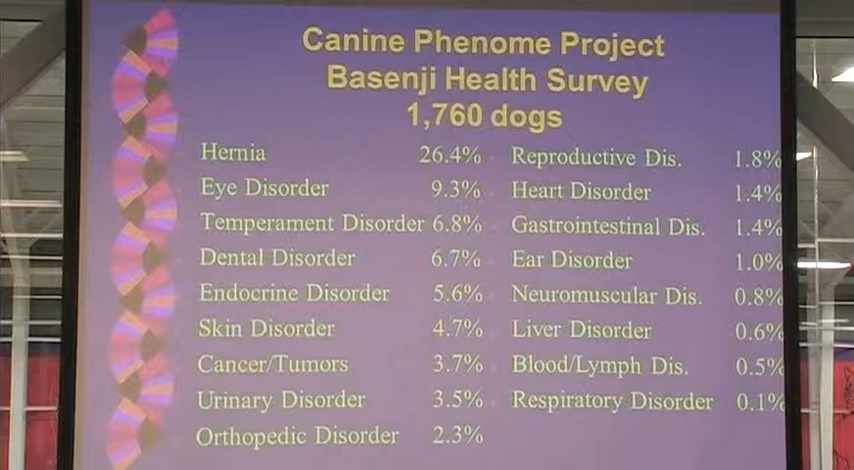 Canine Phenome Project
Basenji Health Survey
1,760 dogs
Hernia 26.4%
Eye Disorder 9.3%
Temperament Disorder 6.8%
Dental Disorder 6.7%
Endocrine Disorder 5.6%
Skin Disorder 4.7%
Cancer/Tumors 3.7%
Urinary Disorder 3.5%
Orthopedic Disorder 2.3%
Reproductive Dis. 1.8%
Heart Disorder 1.4%
Gastrointestinal Dis. 1.4%
Ear Disorder 1.0%
Neuromuscular Dis. 0.8%
Liver Disorder 0.6%
Blood/Lymph Dis. 0.5%
Respiratory Disorder 0.1%